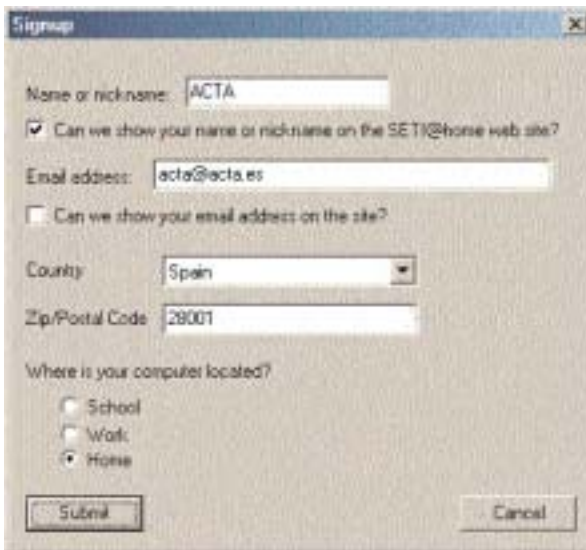 Signup
Name or nickname: ACTA
Can we show your name or nickname on the SETI@home web site?
Email address: acta@acta.es
Can we show your email address on the site?
Country Spain
Zip/Postal Code 28001
Where is your computer located?
School
Work
Home
Submit Cancel